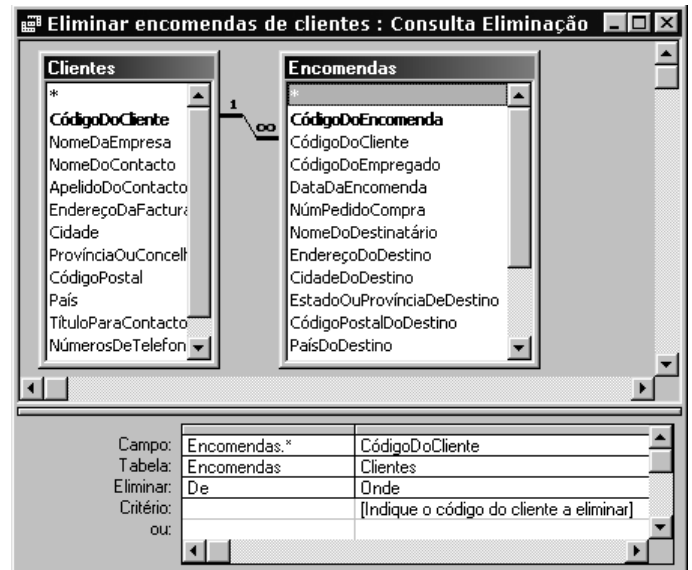 Eliminar encomendas de clientes : Consulta Eliminação
Clientes
*
CódigoDoCliente
NomeDaEmpresa
NomeDoContacto
ApelidoDoContacto
EndereçoDaFactura
Cidade
ProvínciaOuConcelh
CódigoPostal
País
TítuloParaContacto
NúmerosDeTelefon
1
∞
Encomendas
*
CódigoDoEncomenda
CódigoDoCliente
CódigoDoEmpregado
DataDaEncomenda
NúmPedidoCompra
NomeDoDestinatário
EndereçoDoDestino
CidadeDoDestino
EstadoOuProvínciaDeDestino
CódigoPostalDoDestino
PaísDoDestino
Campo: Encomendas.* CódigoDoCliente
Tabela: Encomendas Clientes
Eliminar: De Onde
Critério: [Indique o código do cliente a eliminar]
ou: